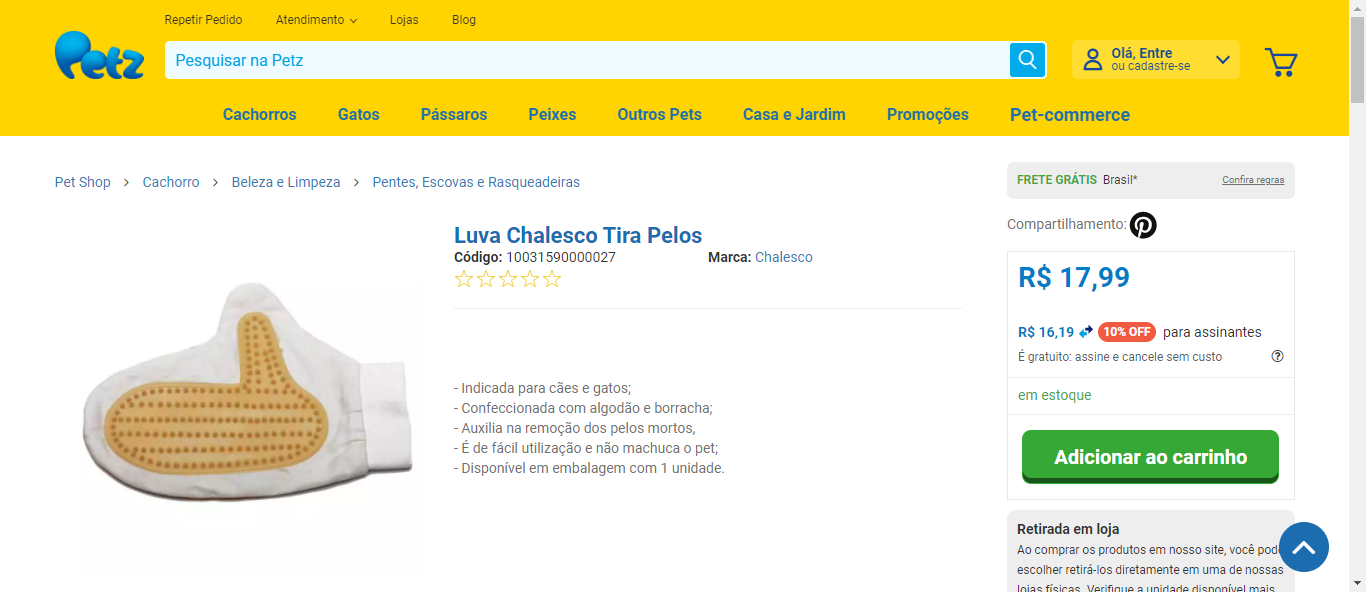 Repetir Pedido
Atendimento
Lojas
Blog
Petz
Pesquisar na Petz
Olá, Entre
ou cadastre-se
Cachorros
Gatos
Pássaros
Peixes
Outros Pets
Casa e Jardim
Promoções
Pet-commerce
Pet Shop > Cachorro > Beleza e Limpeza > Pentes, Escovas e Rasqueadeiras
FRETE GRÁTIS Brasil*
Confira regras
Compartilhamento:
Luva Chalesco Tira Pelos
Código: 10031590000027
Marca: Chalesco
- Indicada para cães e gatos;
- Confeccionada com algodão e borracha;
- Auxilia na remoção dos pelos mortos,
- É de fácil utilização e não machuca o pet;
- Disponível em embalagem com 1 unidade.
R$ 17,99
R$ 16,19 10% OFF para assinantes
É gratuito: assine e cancele sem custo
em estoque
Adicionar ao carrinho
Retirada em loja
Ao comprar os produtos em nosso site, você pode
escolher retirá-los diretamente em uma de nossas
lojas físicas. Verifique a unidade disponível mais